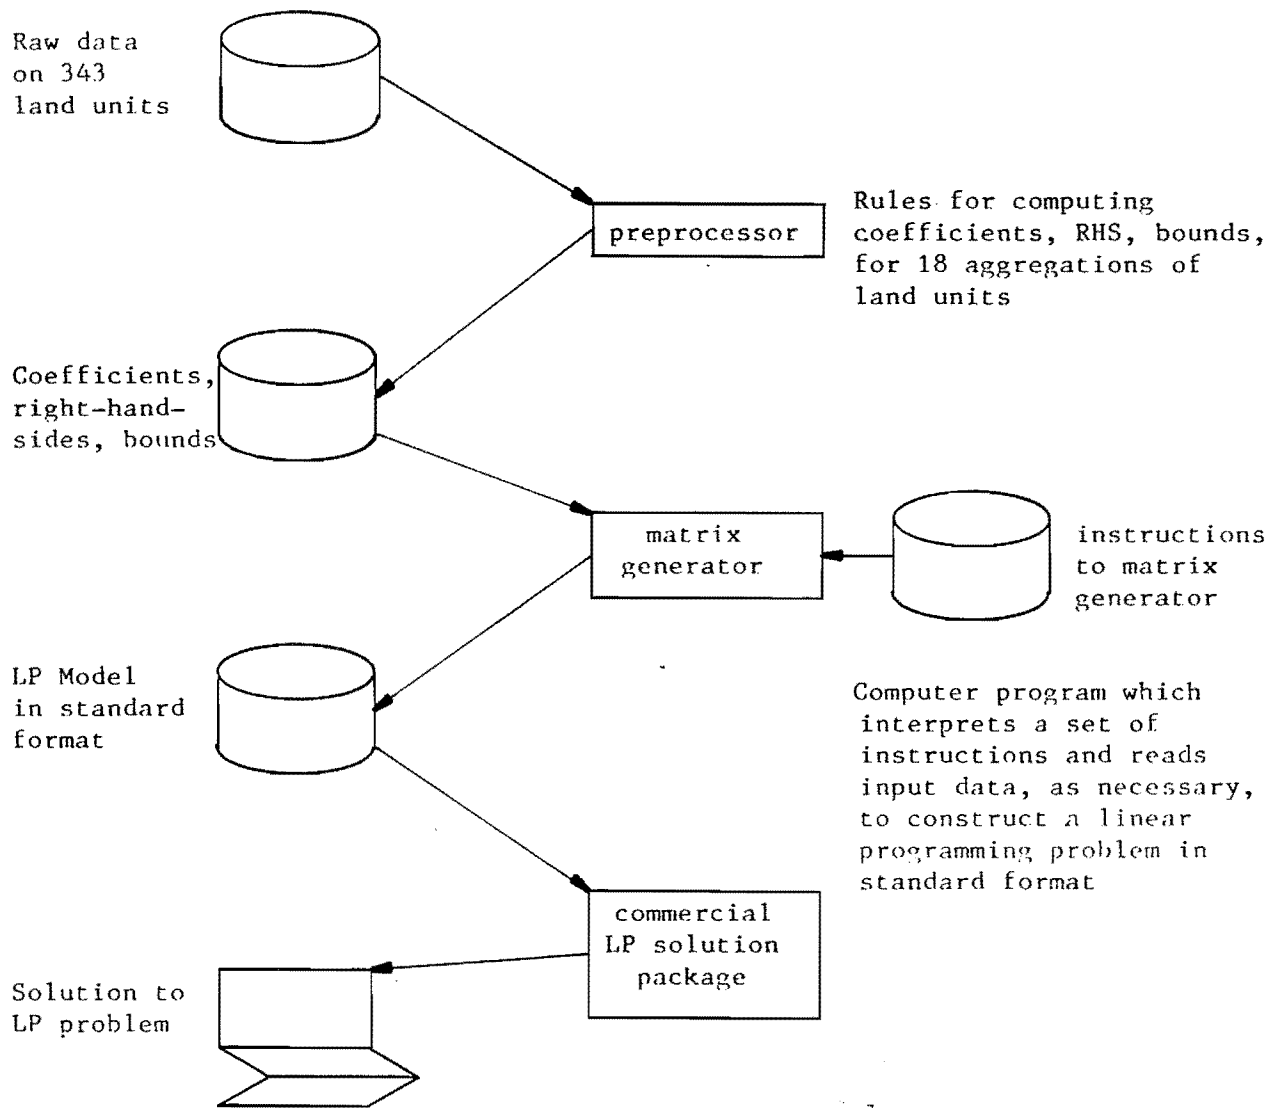 Raw data
on 343
land units
preprocessor
Rules for computing
coefficients, RHS, bounds,
for 18 aggregations of
land units
Coefficients,
right-hand-
sides, bounds
matrix
generator
instructions
to matrix
generator
LP Model
in standard
format
Computer program which
interprets a set of
instructions and reads
input data, as necessary,
to construct a linear
programming problem in
standard format
commercial
LP solution
package
Solution to
LP problem